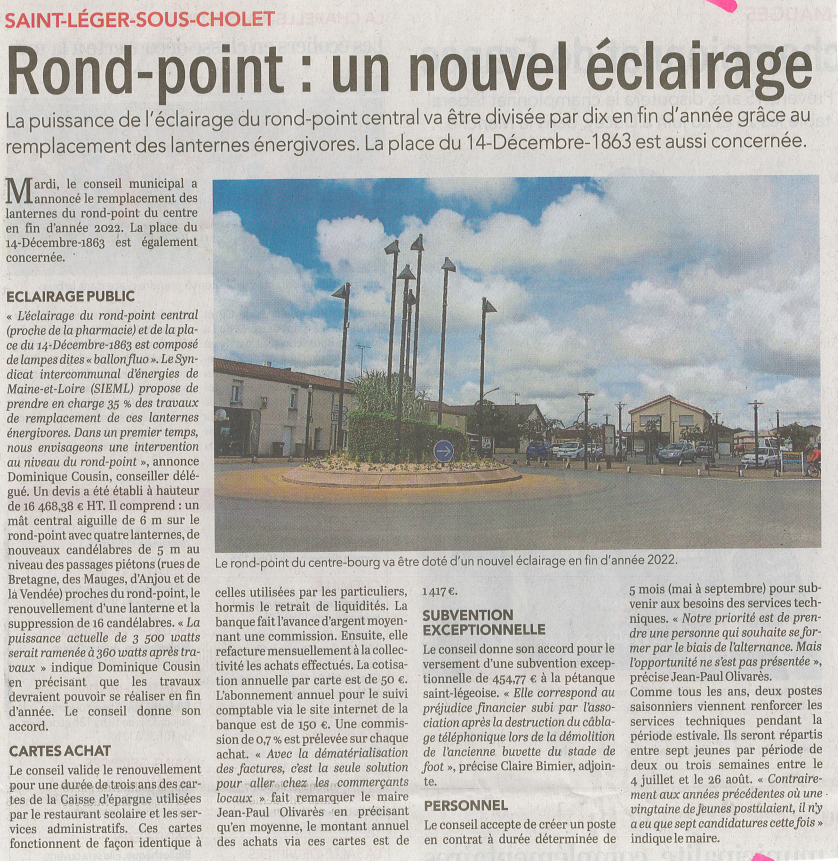 SAINT-LÉGER-SOUS-CHOLET
Rond-point : un nouvel éclairage
La puissance de l'éclairage du rond-point central va être divisée par dix en fin d'année grâce au
remplacement des lanternes énergivores. La place du 14-Décembre-1863 est aussi concernée.
Mardi, le conseil municipal a
annoncé le remplacement des
lanternes du rond-point du centre
en fin d'année 2022. La place du
14-Décembre-1863 est également
concernée.
ECLAIRAGE PUBLIC
« L'éclairage du rond-point central
(proche de la pharmacie) et de la pla-
ce du 14-Décembre-1863 est composé
de lampes dites « ballon fluo ». Le Syn-
dicat intercommunal d'énergies de
Maine-et-Loire (SIEML) propose de
prendre en charge 35 % des travaux
de remplacement de ces lanternes
énergivores. Dans un premier temps,
nous envisageons une intervention
au niveau du rond-point », annonce
Dominique Cousin, conseiller délé-
gué. Un devis a été établi à hauteur
de 16 468,38 € HT. Il comprend : un
mât central aiguille de 6 m sur le
rond-point avec quatre lanternes, de
nouveaux candélabres de 5 m au
niveau des passages piétons (rues de
Bretagne, des Mauges, d'Anjou et de
la Vendée) proches du rond-point, le
renouvellement d'une lanterne et la
suppression de 16 candélabres. « La
puissance actuelle de 3 500 watts
serait ramenée à 360 watts après tra-
vaux » indique Dominique Cousin
en précisant que les travaux
devraient pouvoir se réaliser en fin
d'année. Le conseil donne son
accord.
CARTES ACHAT
Le conseil valide le renouvellement
pour une durée de trois ans des car-
tes de la Caisse d'épargne utilisées
par le restaurant scolaire et les ser-
vices administratifs. Ces cartes
fonctionnent de façon identique à
Le rond-point du centre-bourg va être doté d'un nouvel éclairage en fin d'année 2022.
celles utilisées par les particuliers,
hormis le retrait de liquidités. La
banque fait l'avance d'argent moyen-
nant une commission. Ensuite, elle
refacture mensuellement à la collec-
tivité les achats effectués. La cotisa-
tion annuelle par carte est de 50 €.
L'abonnement annuel pour le suivi
comptable via le site internet de la
banque est de 150 €. Une commis-
sion de 0,7 % est prélevée sur chaque
achat. « Avec la dématérialisation
des factures, c'est la seule solution
pour aller chez les commerçants
locaux » fait remarquer le maire
Jean-Paul Olivarès en précisant
qu'en moyenne, le montant annuel
des achats via ces cartes est de
1 417 €.
SUBVENTION
EXCEPTIONNELLE
Le conseil donne son accord pour le
versement d'une subvention excep-
tionnelle de 454,77 € à la pétanque
saint-légeoise. « Elle correspond au
préjudice financier subi par l'asso-
ciation après la destruction du câbla-
ge téléphonique lors de la démolition
de l'ancienne buvette du stade de
foot », précise Claire Bimier, adjoin-
te.
PERSONNEL
Le conseil accepte de créer un poste
en contrat à durée déterminée de
5 mois (mai à septembre) pour sub-
venir aux besoins des services tech-
niques. « Notre priorité est de pren-
dre une personne qui souhaite se for-
mer par le biais de l'alternance. Mais
l'opportunité ne s'est pas présentée »,
précise Jean-Paul Olivarès.
Comme tous les ans, deux postes
saisonniers viennent renforcer les
services techniques pendant la
période estivale. Ils seront répartis
entre sept jeunes par période de
deux ou trois semaines entre le
4 juillet et le 26 août. « Contraire-
ment aux années précédentes où une
vingtaine de jeunes postulaient, il n'y
a eu que sept candidatures cette fois »
indique le maire.